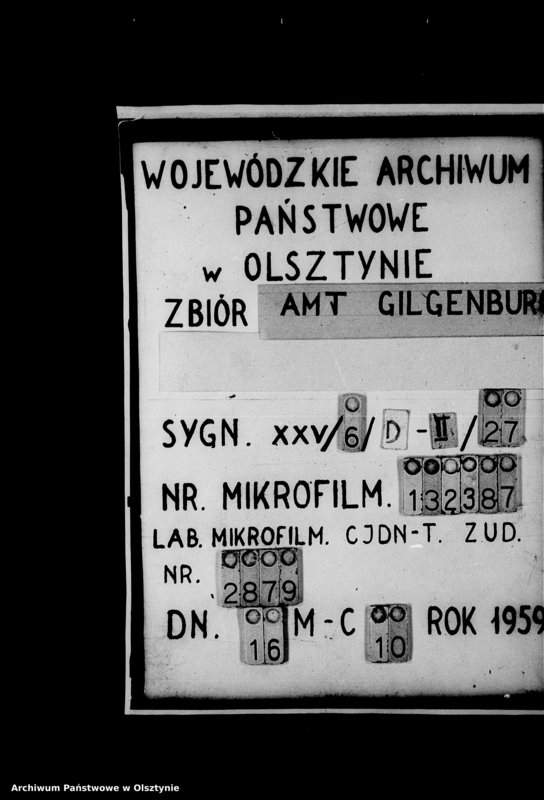 WOJEWÓDZKIE ARCHIWUM
PAŃSTWOWE
w OLSZTYNIE
ZBIÓR AMT GILGENBURG
SYGN. XXV/6/D-II/27
NR. MIKROFILM. 132387
LAB. MIKROFILM. CJDN-T. ZUD.
NR. 2879
DN. 16 M-C 10 ROK 1959
Archiwum Państwowe w Olsztynie